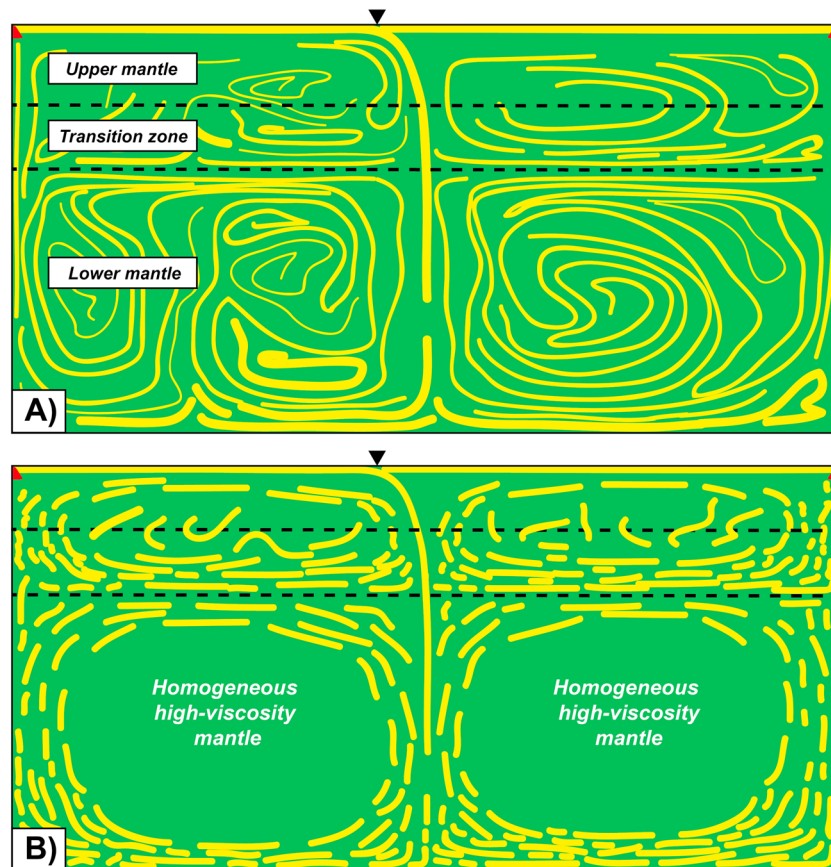 Upper mantle
Transition zone
Lower mantle
A)
Homogeneous
high-viscosity
mantle
Homogeneous
high-viscosity
mantle
B)